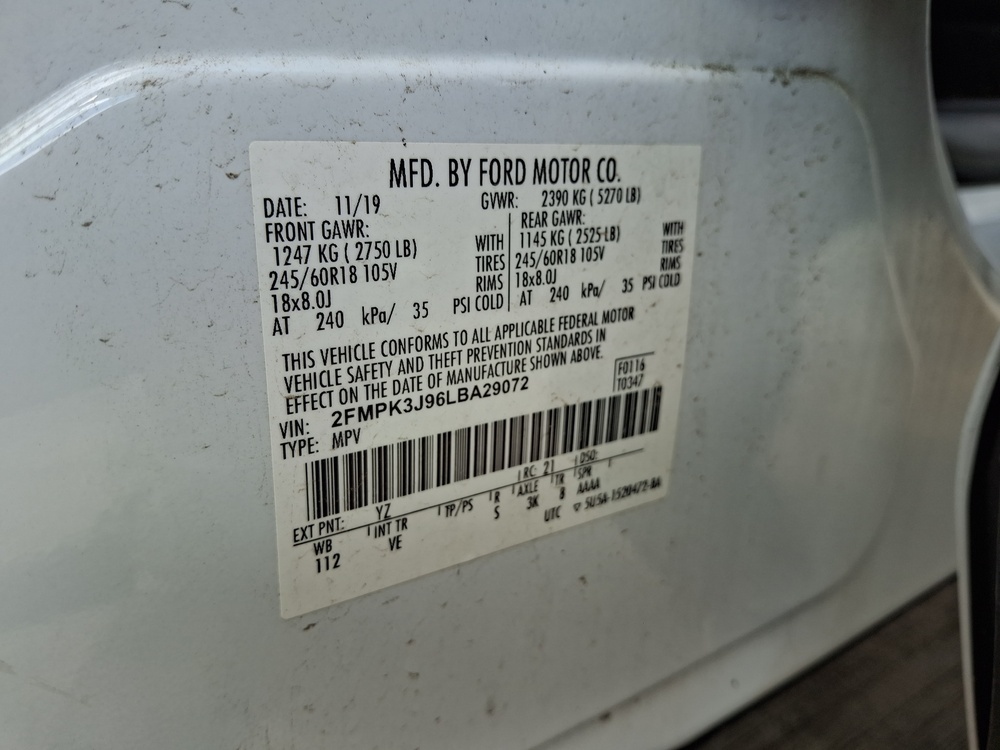 MFD. BY FORD MOTOR CO.
DATE: 11/19 GVWR: 2390 KG ( 5270 LB)
FRONT GAWR: REAR GAWR:
1247 KG ( 2750 LB) WITH 1145 KG ( 2525 LB) WITH
245/60R18 105V TIRES 245/60R18 105V TIRES
18x8.0J RIMS 18x8.0J RIMS
AT 240 kPa/ 35 PSI COLD AT 240 kPa/ 35 PSI COLD
THIS VEHICLE CONFORMS TO ALL APPLICABLE FEDERAL MOTOR
VEHICLE SAFETY AND THEFT PREVENTION STANDARDS IN
EFFECT ON THE DATE OF MANUFACTURE SHOWN ABOVE.
VIN: 2FMPK3J96LBA29072 F0116
TYPE: MPV T0347
EXT PNT: YZ RC: 21 DSO:
WB INT TR TP/PS R AXLE TR SPR
112 VE S 3K 8 AAAA
UTC